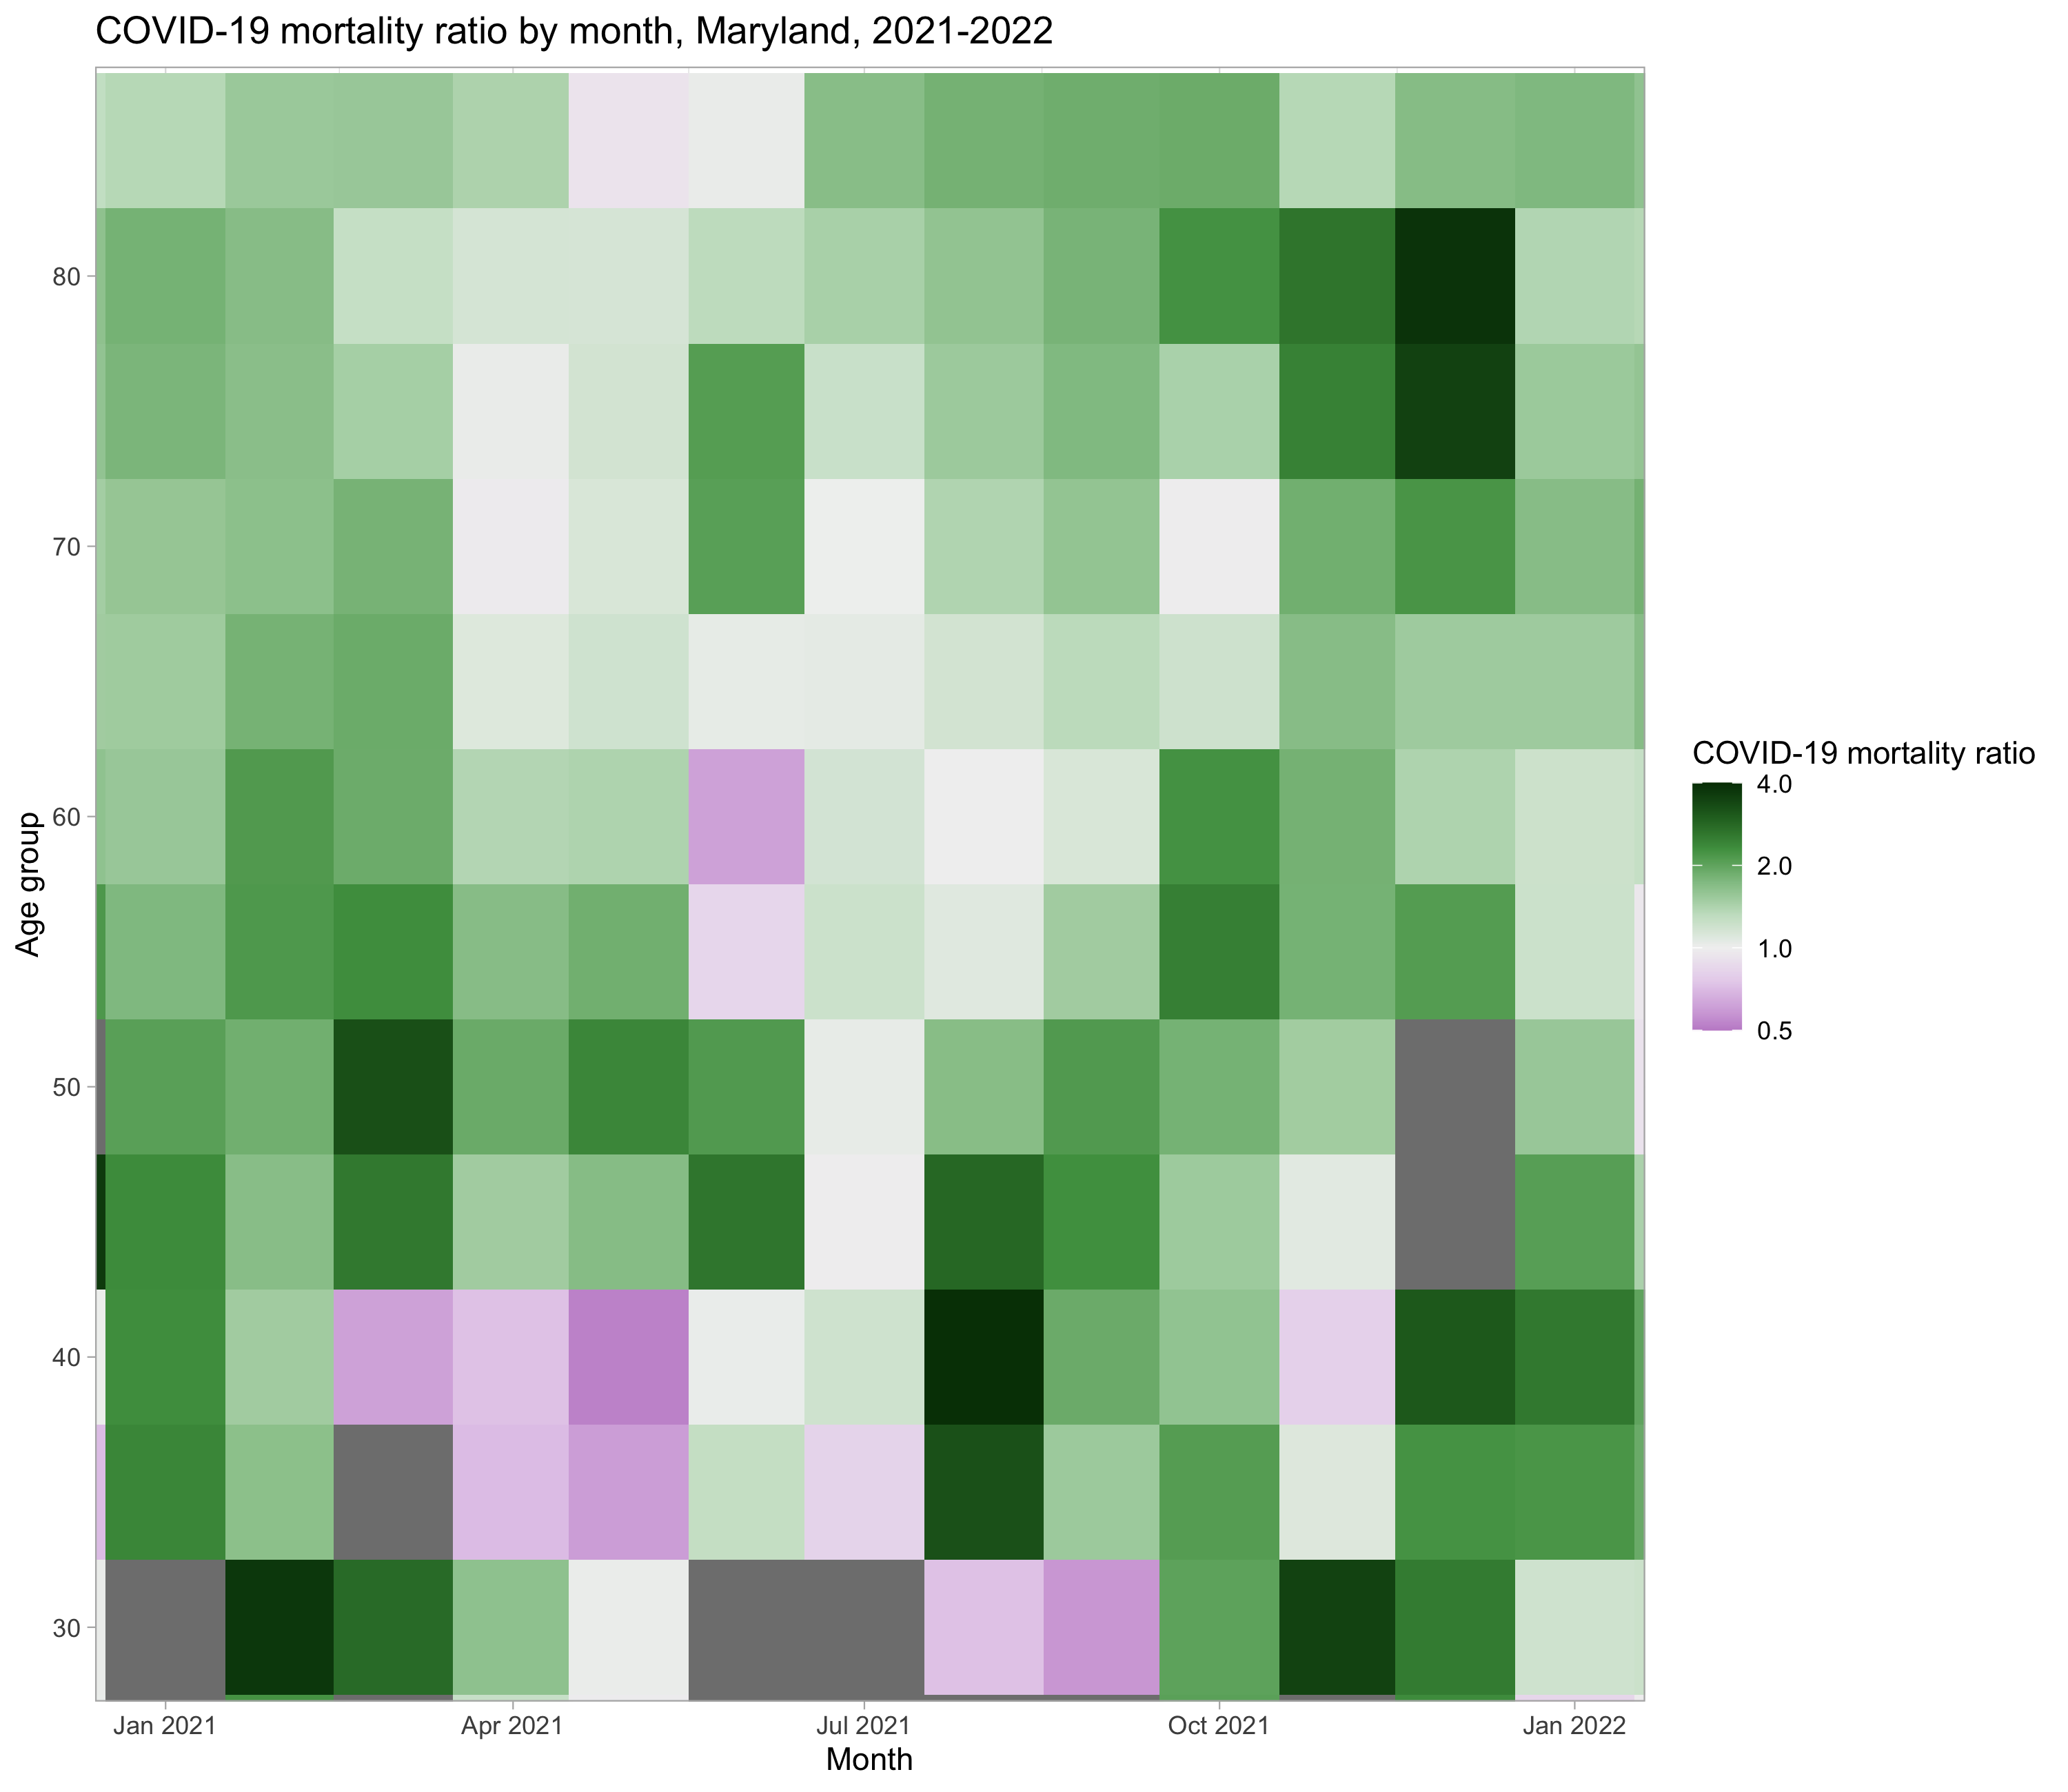 COVID-19 mortality ratio by month, Maryland, 2021-2022
80
70
60
50
40
30
Age group
Jan 2021
Apr 2021
Jul 2021
Oct 2021
Jan 2022
Month
COVID-19 mortality ratio
4.0
2.0
1.0
0.5